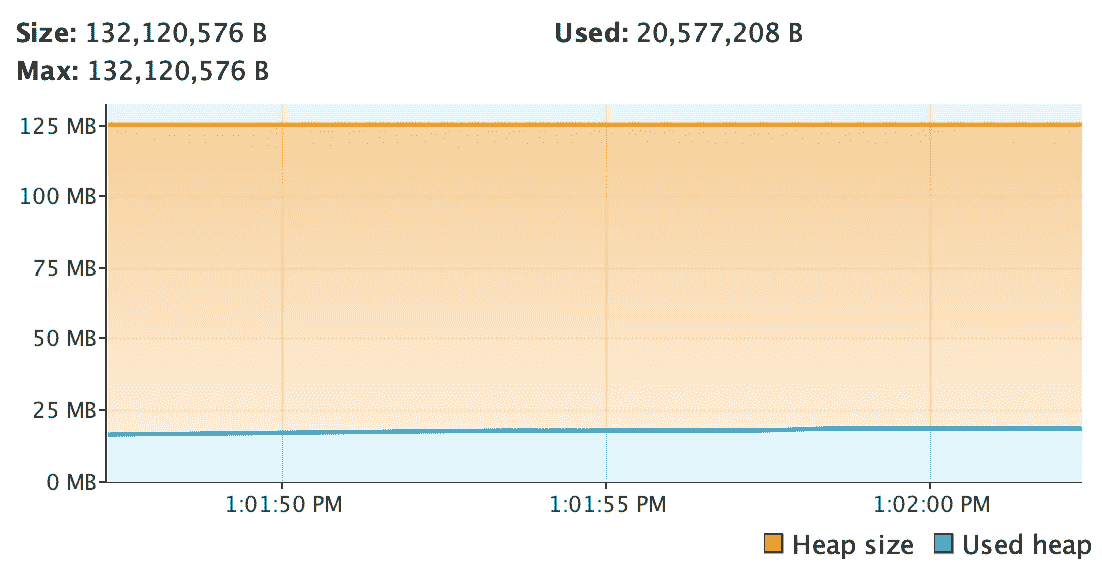 Size: 132,120,576 B
Used: 20,577,208 B
Max: 132,120,576 B
125 MB
100 MB
75 MB
50 MB
25 MB
0 MB
1:01:50 PM
1:01:55 PM
1:02:00 PM
Heap size
Used heap